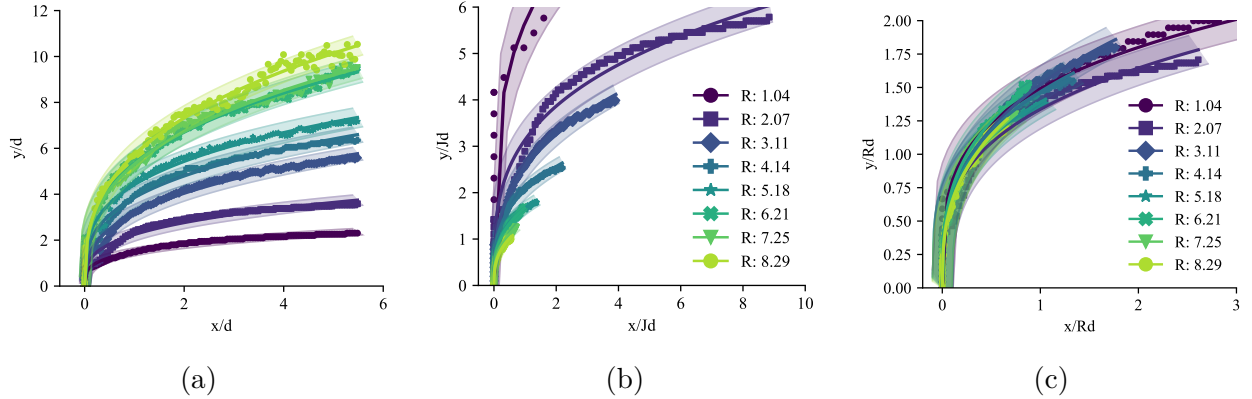 12
10
8
6
4
2
0
y/d
0
2
4
6
x/d
(a)
6
5
4
3
2
1
0
y/Jd
R: 1.04
R: 2.07
R: 3.11
R: 4.14
R: 5.18
R: 6.21
R: 7.25
R: 8.29
0
2
4
6
8
10
x/Jd
(b)
2.00
1.75
1.50
1.25
1.00
0.75
0.50
0.25
0.00
y/Rd
R: 1.04
R: 2.07
R: 3.11
R: 4.14
R: 5.18
R: 6.21
R: 7.25
R: 8.29
0
1
2
3
x/Rd
(c)